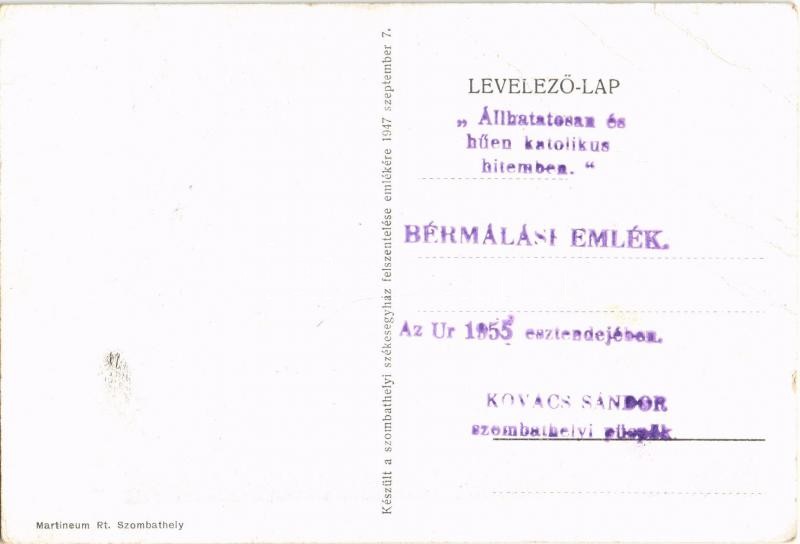 LEVELEZŐ-LAP
„ Állhatatosan és
hűen katolikus
hitemben. “
BÉRMÁLÁSI EMLÉK.
Az Ur 1955 esztendejében.
KOVÁCS SÁNDOR
szombathelyi püspök.
Készült a szombathelyi székesegyház felszentelése emlékére 1947 szeptember 7.
Martineum Rt. Szombathely